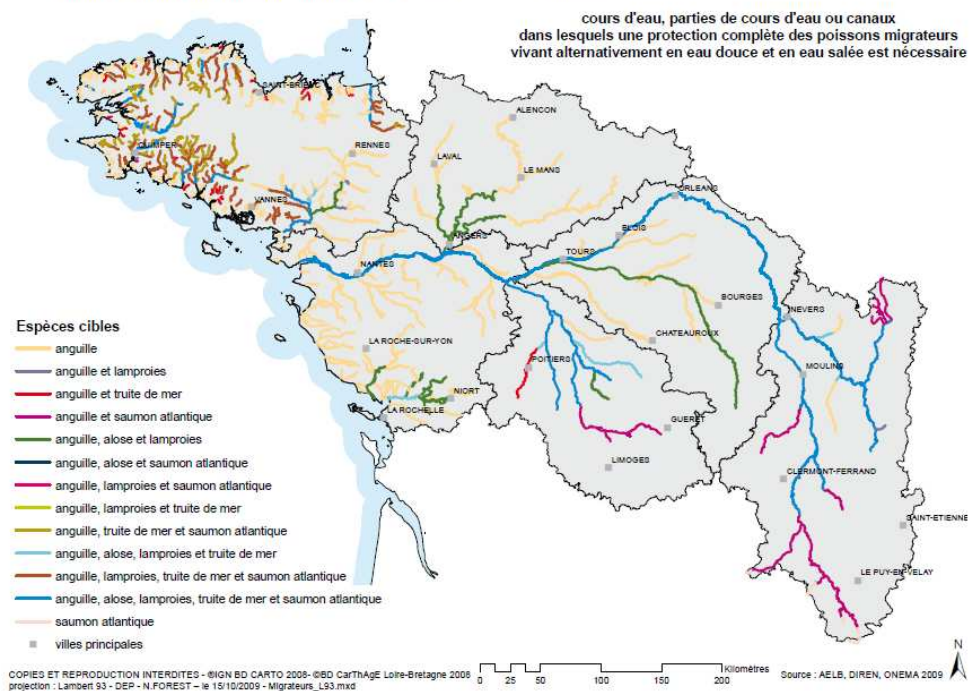 cours d'eau, parties de cours d'eau ou canaux
dans lesquels une protection complète des poissons migrateurs
vivant alternativement en eau douce et en eau salée est nécessaire
SAINT-BRIEUC
ALENCON
QUIMPER
RENNES
LAVAL
LE MANS
VANNES
ORLEANS
ANGERS
BLOIS
TOURS
NANTES
BOURGES
NEVERS
CHATEAUROUX
LA ROCHE-SUR-YON
POITIERS
MOULINS
NIORT
LA ROCHELLE
GUERET
LIMOGES
CLERMONT-FERRAND
SAINT-ETIENNE
LE PUY-EN-VELAY
Espèces cibles
anguille
anguille et lamproies
anguille et truite de mer
anguille et saumon atlantique
anguille, alose et lamproies
anguille, alose et saumon atlantique
anguille, lamproies et saumon atlantique
anguille, lamproies et truite de mer
anguille, truite de mer et saumon atlantique
anguille, alose, lamproies et truite de mer
anguille, lamproies, truite de mer et saumon atlantique
anguille, alose, lamproies, truite de mer et saumon atlantique
saumon atlantique
villes principales
N
Kilomètres
0 25 50 100 150 200
COPIES ET REPRODUCTION INTERDITES - ©IGN BD CARTO 2008- ©BD CarThAgE Loire-Bretagne 2008
projection : Lambert 93 - DEP - N.FOREST – le 15/10/2009 - Migrateurs_L93.mxd
Source : AELB, DIREN, ONEMA 2009